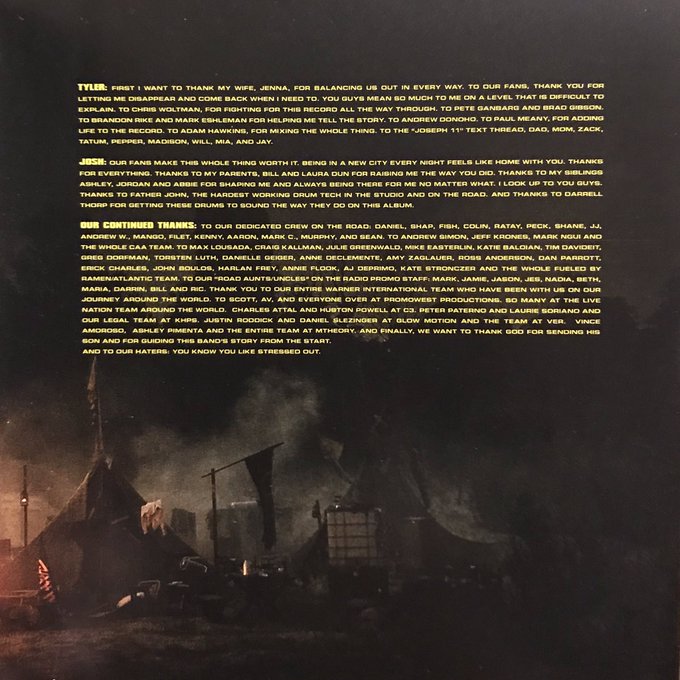 TYLER: FIRST I WANT TO THANK MY WIFE, JENNA, FOR BALANCING US OUT IN EVERY WAY. TO OUR FANS, THANK YOU FOR
LETTING ME DISAPPEAR AND COME BACK WHEN I NEED TO. YOU GUYS MEAN SO MUCH TO ME ON A LEVEL THAT IS DIFFICULT TO
EXPLAIN. TO CHRIS WOLTMAN, FOR FIGHTING FOR THIS RECORD ALL THE WAY THROUGH. TO PETE GANBARG AND BRAD GIBSON.
TO BRANDON RIKE AND MARK ESHLEMAN FOR HELPING ME TELL THE STORY. TO ANDREW DONOHO. TO PAUL MEANY, FOR ADDING
LIFE TO THE RECORD. TO ADAM HAWKINS, FOR MIXING THE WHOLE THING. TO THE "JOSEPH 11" TEXT THREAD, DAD, MOM, ZACK,
TATUM, PEPPER, MADISON, WILL, MIA, AND JAY.
JOSH: OUR FANS MAKE THIS WHOLE THING WORTH IT. BEING IN A NEW CITY EVERY NIGHT FEELS LIKE HOME WITH YOU. THANKS
FOR EVERYTHING. THANKS TO MY PARENTS, BILL AND LAURA DUN FOR RAISING ME THE WAY YOU DID. THANKS TO MY SIBLINGS
ASHLEY, JORDAN AND ABBIE FOR SHAPING ME AND ALWAYS BEING THERE FOR ME NO MATTER WHAT. I LOOK UP TO YOU GUYS.
THANKS TO FATHER JOHN, THE HARDEST WORKING DRUM TECH IN THE STUDIO AND ON THE ROAD. AND THANKS TO DARRELL
THORP FOR GETTING THESE DRUMS TO SOUND THE WAY THEY DO ON THIS ALBUM.
OUR CONTINUED THANKS: TO OUR DEDICATED CREW ON THE ROAD: DANIEL, SHAP, FISH, COLIN, RATAY, PECK, SHANE, JJ,
ANDREW W., MANGO, FILET, KENNY, AARON, MARK C., MURPHY, AND SEAN. TO ANDREW SIMON, JEFF KRONES, MARK NGUI AND
THE WHOLE CAA TEAM. TO MAX LOUSADA, CRAIG KALLMAN, JULIE GREENWALD, MIKE EASTERLIN, KATIE BALOIAN, TIM DAVIDEIT,
GREG DORFMAN, TORSTEN LUTH, DANIELLE GEIGER, ANNE DECLEMENTE, AMY ZAGLAUER, ROSS ANDERSON, DAN PARROTT,
ERICK CHARLES, JOHN BOULOS, HARLAN FREY, ANNIE FLOOK, AJ DEPRIMO, KATE STRONCZER AND THE WHOLE FUELED BY
RAMEN/ATLANTIC TEAM. TO OUR "ROAD AUNTS/UNCLES" ON THE RADIO PROMO STAFF: MARK, JAMIE, JASON, JES, NADIA, BETH,
MARIA, DARRIN, BILL AND RIC. THANK YOU TO OUR ENTIRE WARNER INTERNATIONAL TEAM WHO HAVE BEEN WITH US ON OUR
JOURNEY AROUND THE WORLD. TO SCOTT, AV, AND EVERYONE OVER AT PROMOWEST PRODUCTIONS. SO MANY AT THE LIVE
NATION TEAM AROUND THE WORLD. CHARLES ATTAL AND HUSTON POWELL AT C3. PETER PATERNO AND LAURIE SORIANO AND
OUR LEGAL TEAM AT KHPS. JUSTIN RODDICK AND DANIEL SLEZINGER AT GLOW MOTION AND THE TEAM AT VER. VINCE
AMOROSO, ASHLEY PIMENTA AND THE ENTIRE TEAM AT MTHEORY. AND FINALLY, WE WANT TO THANK GOD FOR SENDING HIS
SON AND FOR GUIDING THIS BAND'S STORY FROM THE START.
AND TO OUR HATERS: YOU KNOW YOU LIKE STRESSED OUT.